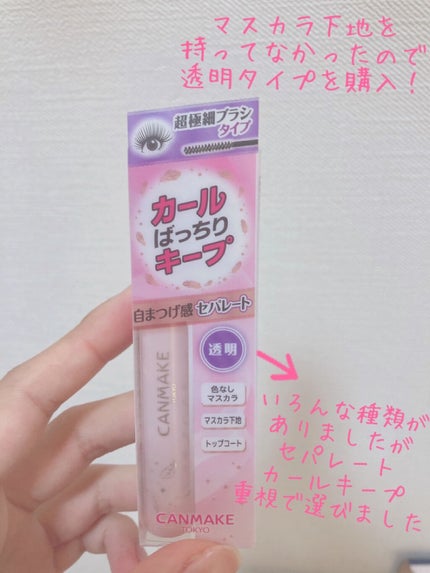 マスカラ下地を
持ってなかったので
透明タイプを購入!
超極細ブラシ
タイプ
カール
ばっちり
キープ
自まつげ感 セパレート
透明
色なし
マスカラ
マスカラ下地
トップコート
CANMAKE
TOKYO
CANMAKE
TOKYO
いろんな種類が
ありましたが
セパレート
カールキープ
重視で選びました